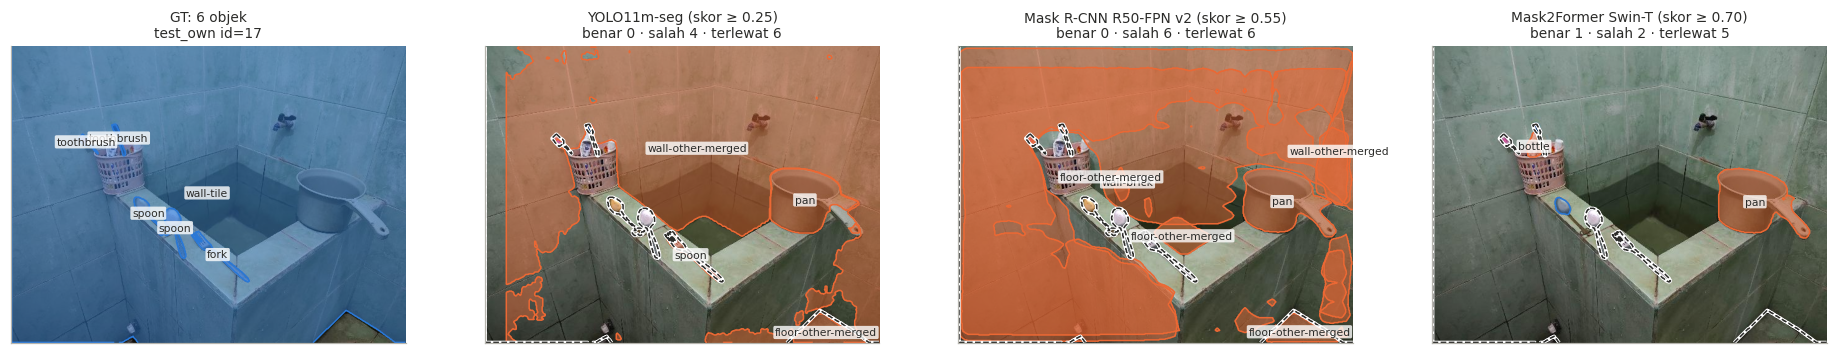 GT: 6 objek
test_own id=17
toothbrush
toothbrush
wall-tile
spoon
spoon
fork
YOLO11m-seg (skor ≥ 0.25)
benar 0 · salah 4 · terlewat 6
wall-other-merged
pan
spoon
floor-other-merged
Mask R-CNN R50-FPN v2 (skor ≥ 0.55)
benar 0 · salah 6 · terlewat 6
wall-other-merged
floor-other-merged
wall-brick
pan
floor-other-merged
floor-other-merged
Mask2Former Swin-T (skor ≥ 0.70)
benar 1 · salah 2 · terlewat 5
bottle
pan